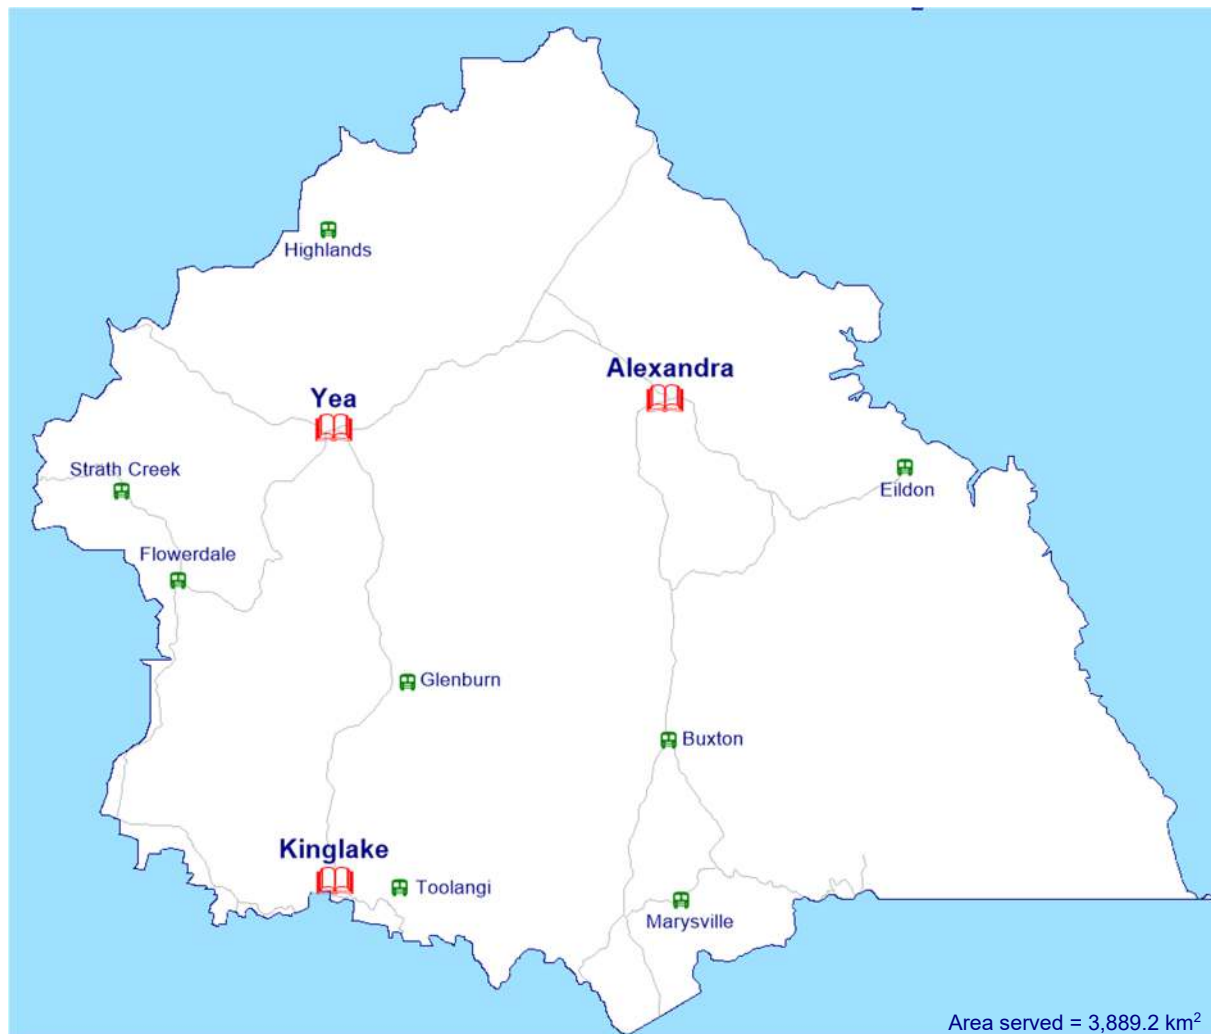 Highlands
Alexandra
Yea
Strath Creek
Eildon
Flowerdale
Glenburn
Buxton
Kinglake
Toolangi
Marysville
Area served = 3,889.2 km²